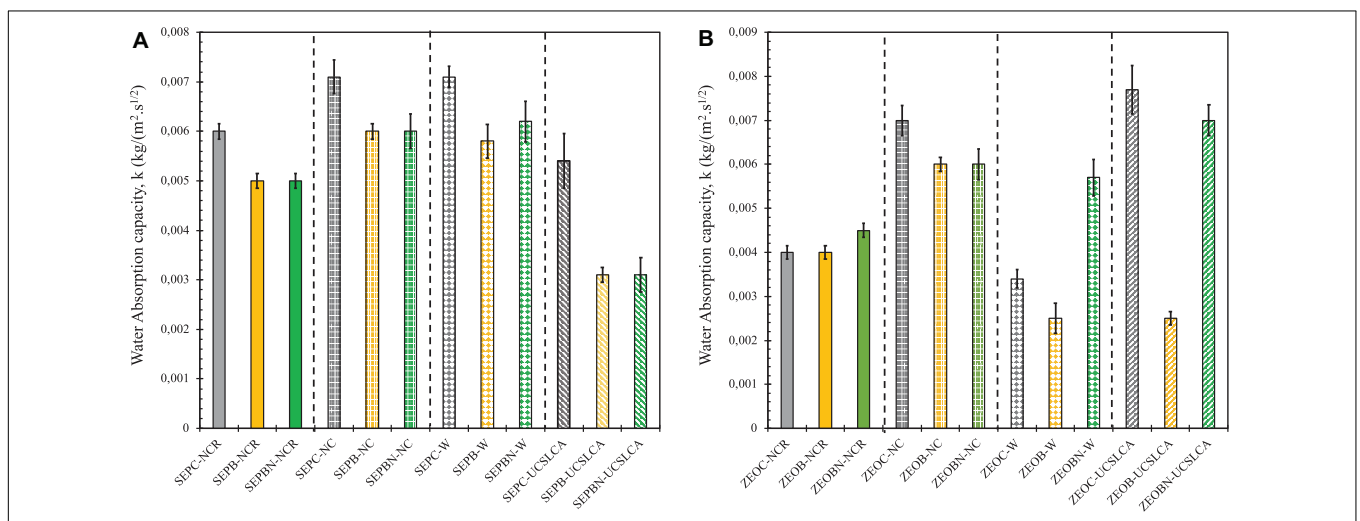 A
Water Absorption capacity, k (kg/(m².s¹/²)
0,008
0,007
0,006
0,005
0,004
0,003
0,002
0,001
0
SEPC-NCR
SEPB-NCR
SEPBN-NCR
SEPC-NC
SEPB-NC
SEPBN-NC
SEPC-W
SEPB-W
SEPBN-W
SEPC-UCSLCA
SEPB-UCSLCA
SEPBN-UCSLCA
B
Water Absorption capacity, k (kg/(m².s¹/²)
0,009
0,008
0,007
0,006
0,005
0,004
0,003
0,002
0,001
0
ZEOC-NCR
ZEOB-NCR
ZEOBN-NCR
ZEOC-NC
ZEOB-NC
ZEOBN-NC
ZEOC-W
ZEOB-W
ZEOBN-W
ZEOC-UCSLCA
ZEOB-UCSLCA
ZEOBN-UCSLCA